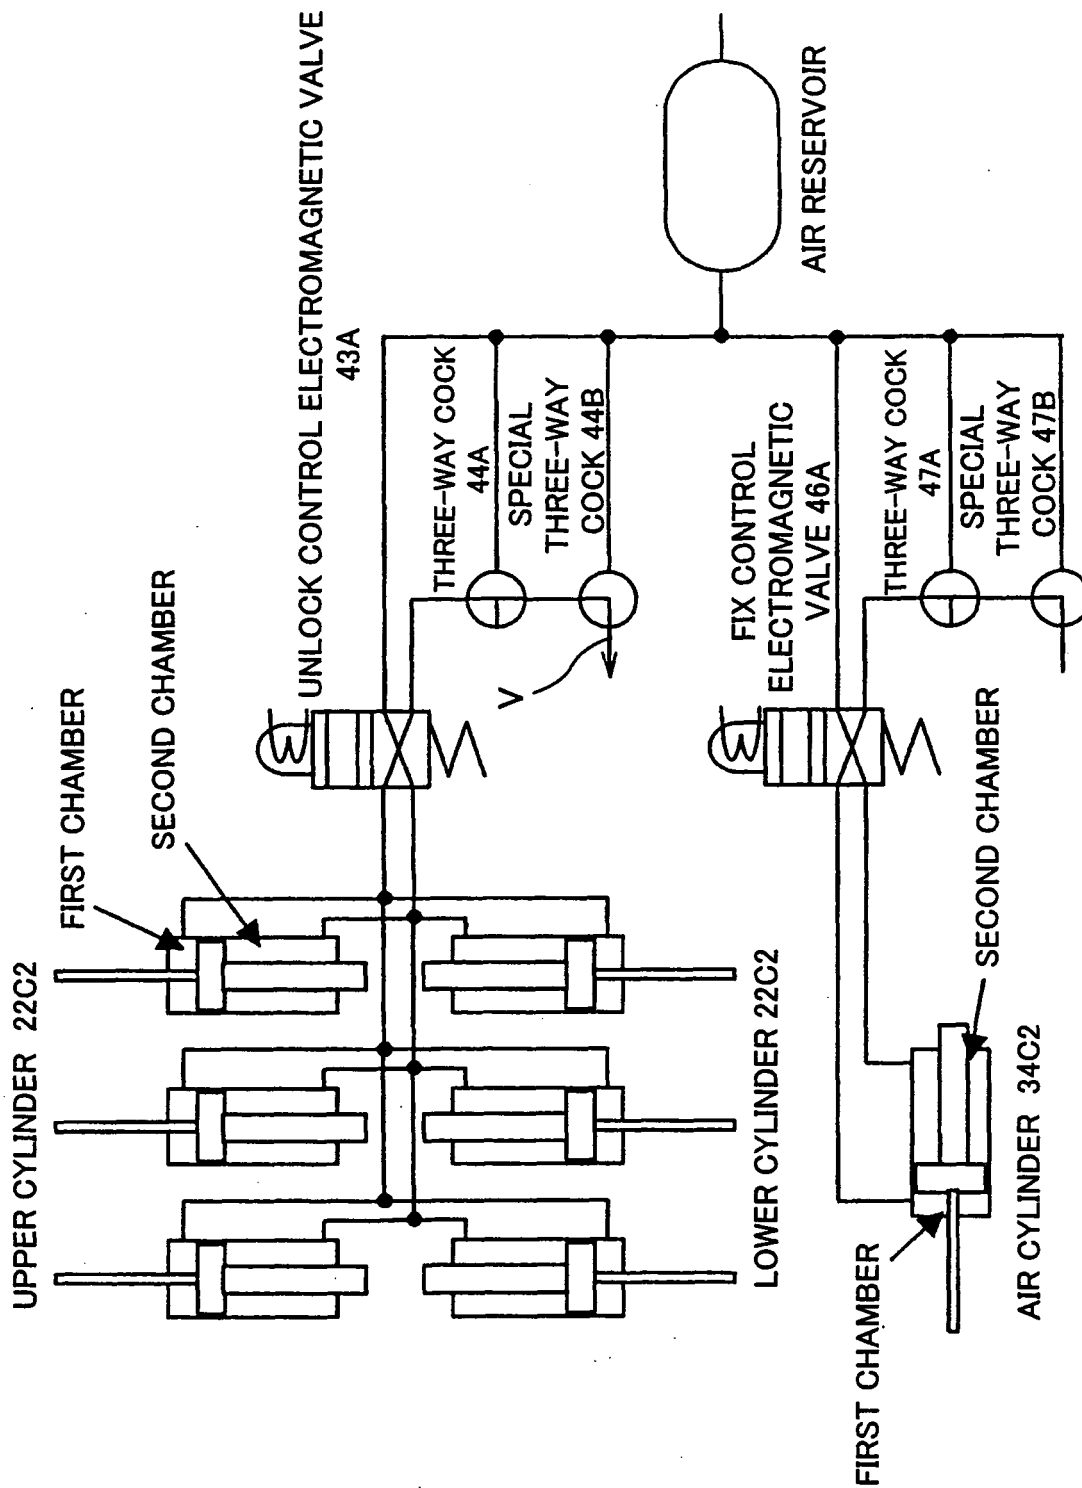 UPPER CYLINDER 22C2
FIRST CHAMBER
SECOND CHAMBER
UNLOCK CONTROL ELECTROMAGNETIC VALVE
43A
THREE-WAY COCK
44A
SPECIAL
THREE-WAY
COCK 44B
V
AIR RESERVOIR
LOWER CYLINDER 22C2
FIX CONTROL
ELECTROMAGNETIC
VALVE 46A
THREE-WAY COCK
47A
SPECIAL
THREE-WAY
COCK 47B
FIRST CHAMBER
SECOND CHAMBER
AIR CYLINDER 34C2